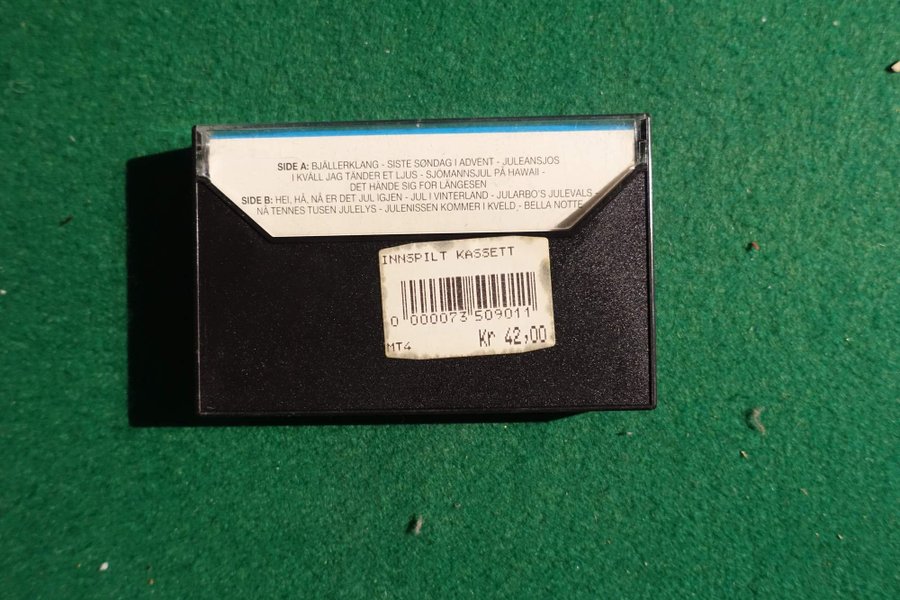 SIDE A: BJÄLLERKLANG - SISTE SØNDAG I ADVENT - JULEANSJOS
I KVÄLL JAG TÄNDER ET LJUS - SJØMANNSJUL PÅ HAWAII -
DET HANDE SIG FOR LÄNGESEN
SIDE B: HEI, HÅ, NÅ ER DET JUL IGJEN - JUL I VINTERLAND - JULARBO'S JULEVALS -
NÅ TENNES TUSEN JULELYS - JULENISSEN KOMMER I KVELD - BELLA NOTTE
INNSPILT KASSETT
0 000073 509011
MT4 Kr 42,00